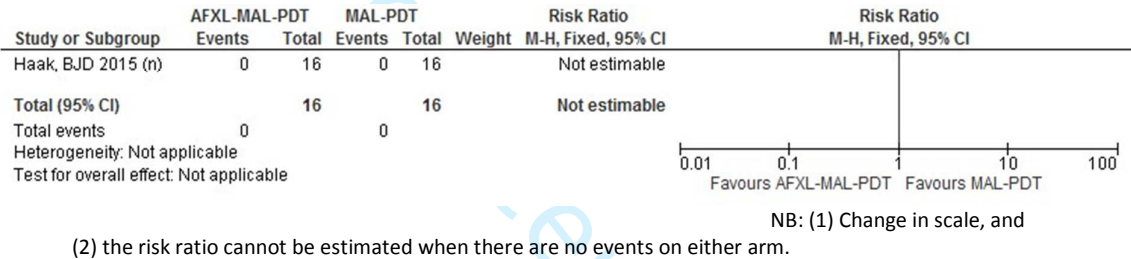 AFXL-MAL-PDT MAL-PDT Risk Ratio Risk Ratio
Study or Subgroup Events Total Events Total Weight M-H, Fixed, 95% CI M-H, Fixed, 95% CI
Haak, BJD 2015 (n) 0 16 0 16 Not estimable
Total (95% CI) 16 16 Not estimable
Total events 0 0
Heterogeneity: Not applicable
Test for overall effect: Not applicable
0.01 0.1 1 10 100
Favours AFXL-MAL-PDT Favours MAL-PDT
NB: (1) Change in scale, and
(2) the risk ratio cannot be estimated when there are no events on either arm.